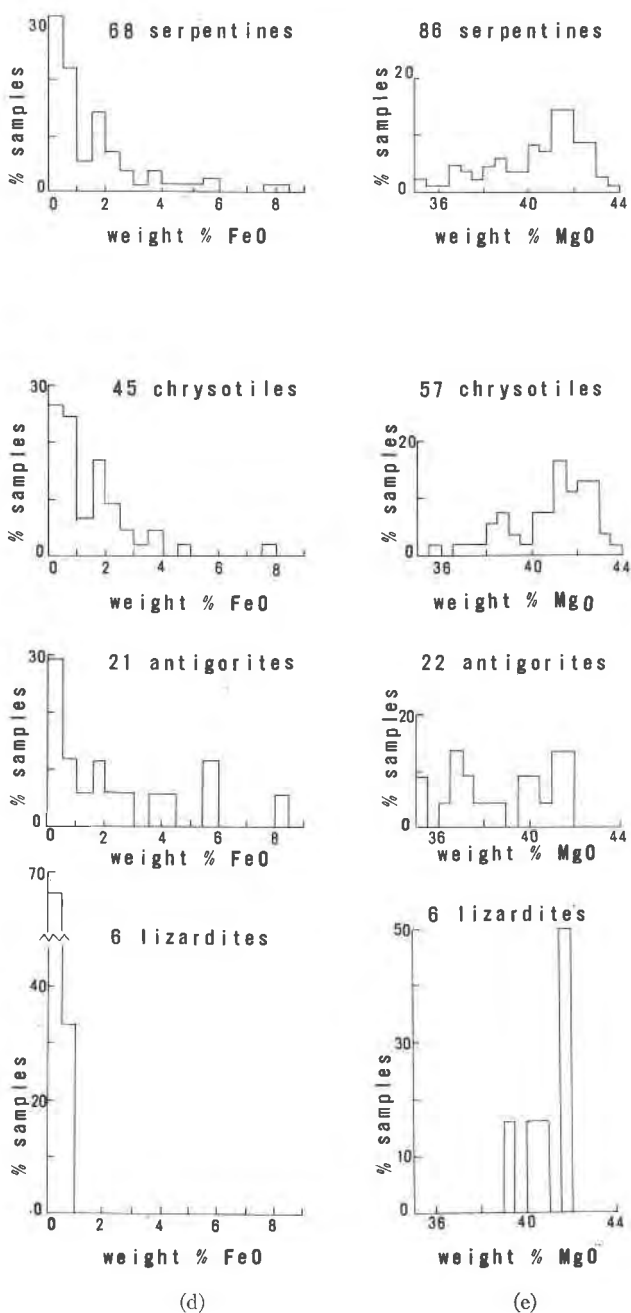 68 serpentines
30
% samples
0
0 2 4 6 8
weight % FeO
86 serpentines
20
% samples
0
36 40 44
weight % MgO
45 chrysotiles
30
% samples
0
0 2 4 6 8
weight % FeO
57 chrysotiles
20
% samples
0
36 40 44
weight % MgO
21 antigorites
30
% samples
0
0 2 4 6 8
weight % FeO
22 antigorites
20
% samples
0
36 40 44
weight % MgO
70
6 lizardites
40
20
% samples
0
0 2 4 6 8
weight % FeO
(d)
6 lizardites
50
30
% samples
10
0
36 40 44
weight % MgO
(e)